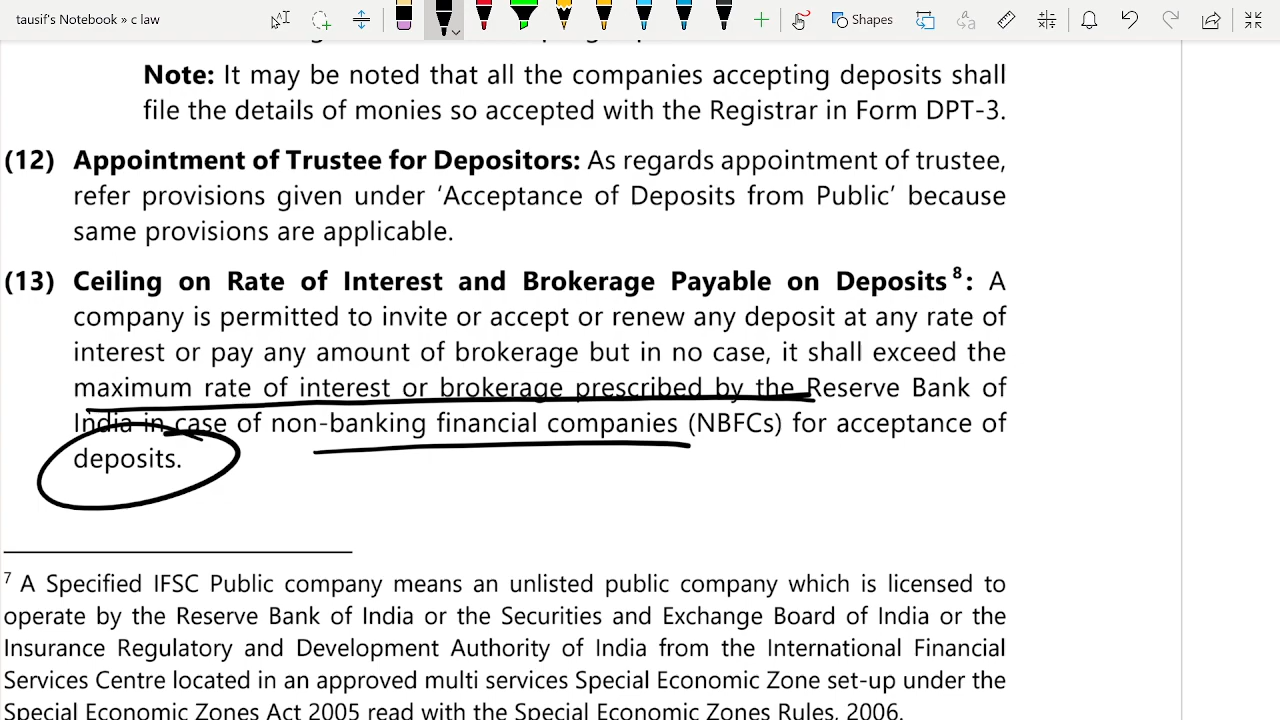 tausif's Notebook » c law
Shapes
Note: It may be noted that all the companies accepting deposits shall
file the details of monies so accepted with the Registrar in Form DPT-3.
(12) Appointment of Trustee for Depositors: As regards appointment of trustee,
refer provisions given under ‘Acceptance of Deposits from Public’ because
same provisions are applicable.
(13) Ceiling on Rate of Interest and Brokerage Payable on Deposits 8: A
company is permitted to invite or accept or renew any deposit at any rate of
interest or pay any amount of brokerage but in no case, it shall exceed the
maximum rate of interest or brokerage prescribed by the Reserve Bank of
India in case of non-banking financial companies (NBFCs) for acceptance of
deposits.
7 A Specified IFSC Public company means an unlisted public company which is licensed to
operate by the Reserve Bank of India or the Securities and Exchange Board of India or the
Insurance Regulatory and Development Authority of India from the International Financial
Services Centre located in an approved multi services Special Economic Zone set-up under the
Special Economic Zones Act 2005 read with the Special Economic Zones Rules, 2006.